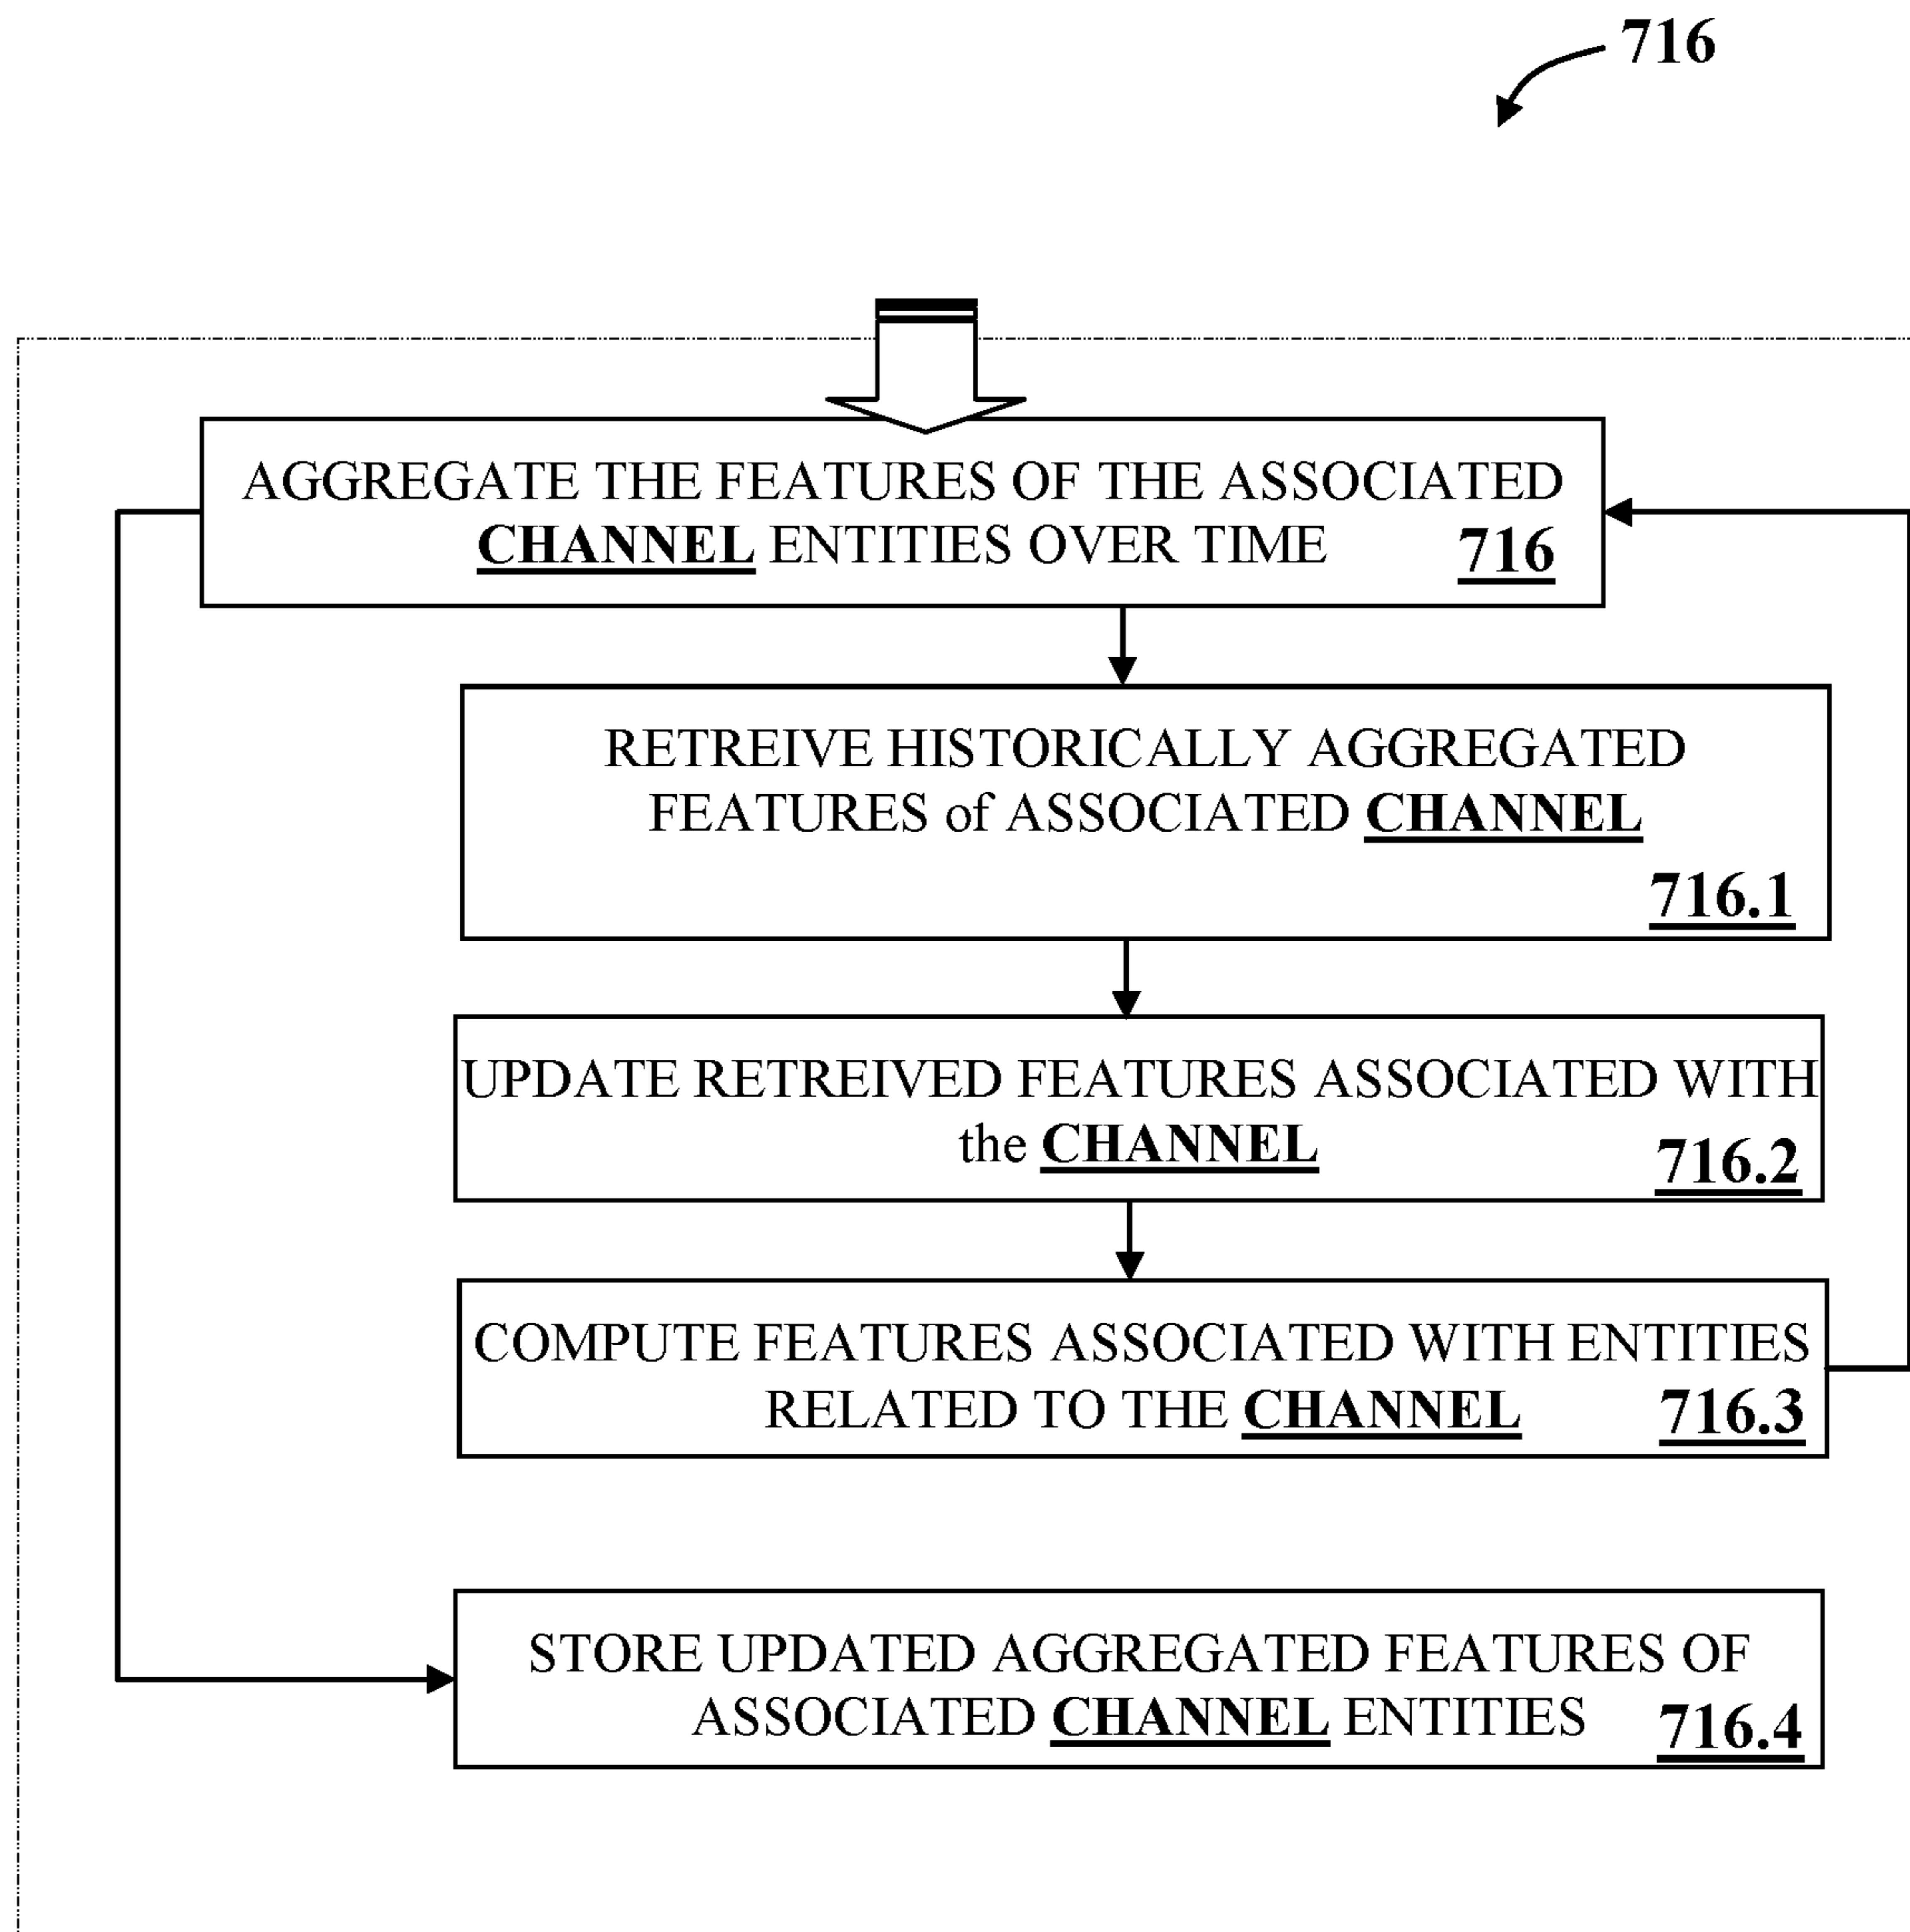 716
AGGREGATE THE FEATURES OF THE ASSOCIATED
CHANNEL ENTITIES OVER TIME 716
RETREIVE HISTORICALLY AGGREGATED
FEATURES of ASSOCIATED CHANNEL
716.1
UPDATE RETREIVED FEATURES ASSOCIATED WITH
the CHANNEL 716.2
COMPUTE FEATURES ASSOCIATED WITH ENTITIES
RELATED TO THE CHANNEL 716.3
STORE UPDATED AGGREGATED FEATURES OF
ASSOCIATED CHANNEL ENTITIES 716.4